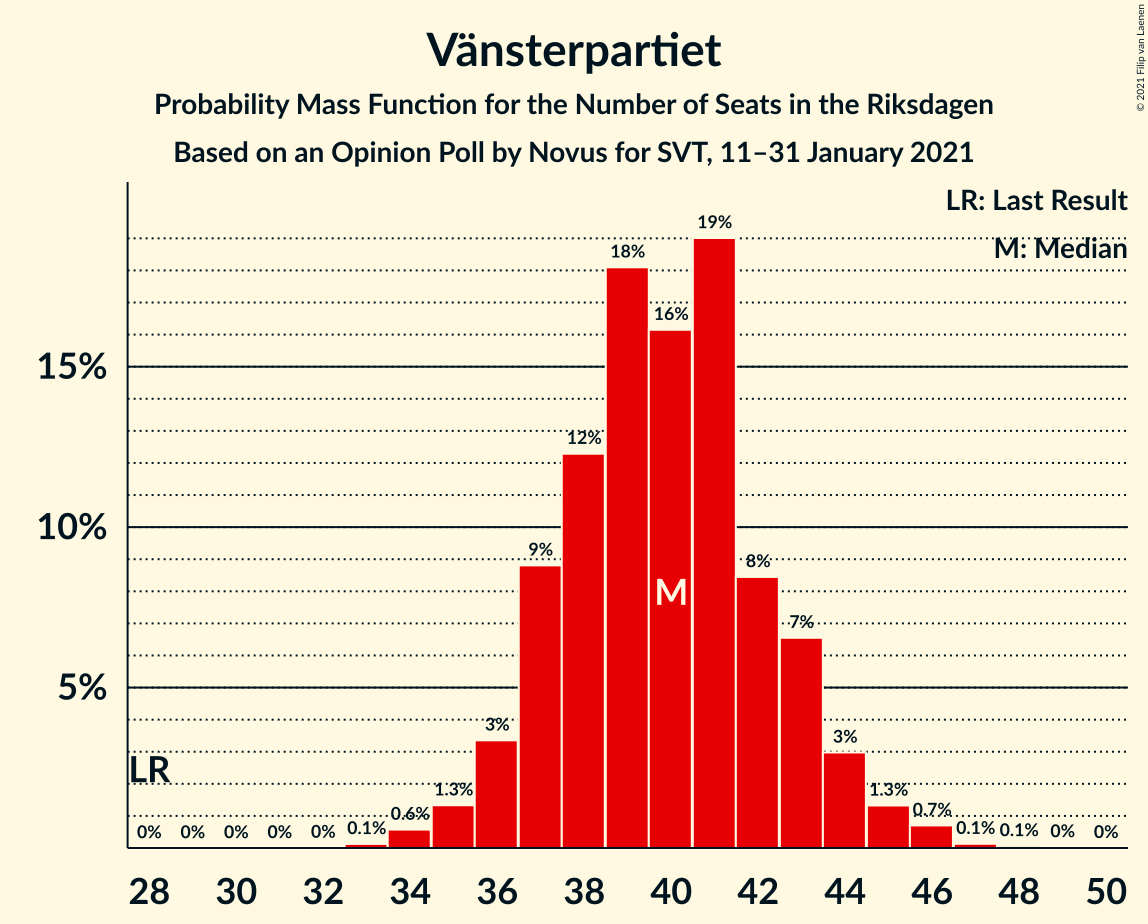 Vänsterpartiet
Probability Mass Function for the Number of Seats in the Riksdagen
Based on an Opinion Poll by Novus for SVT, 11–31 January 2021
© 2021 Filip van Laenen
LR: Last Result
M: Median
15%
10%
5%
LR
0%
0%
0%
0%
0%
0.1%
0.6%
1.3%
3%
9%
12%
18%
16%
19%
8%
7%
3%
1.3%
0.7%
0.1%
0.1%
0%
0%
M
28 30 32 34 36 38 40 42 44 46 48 50